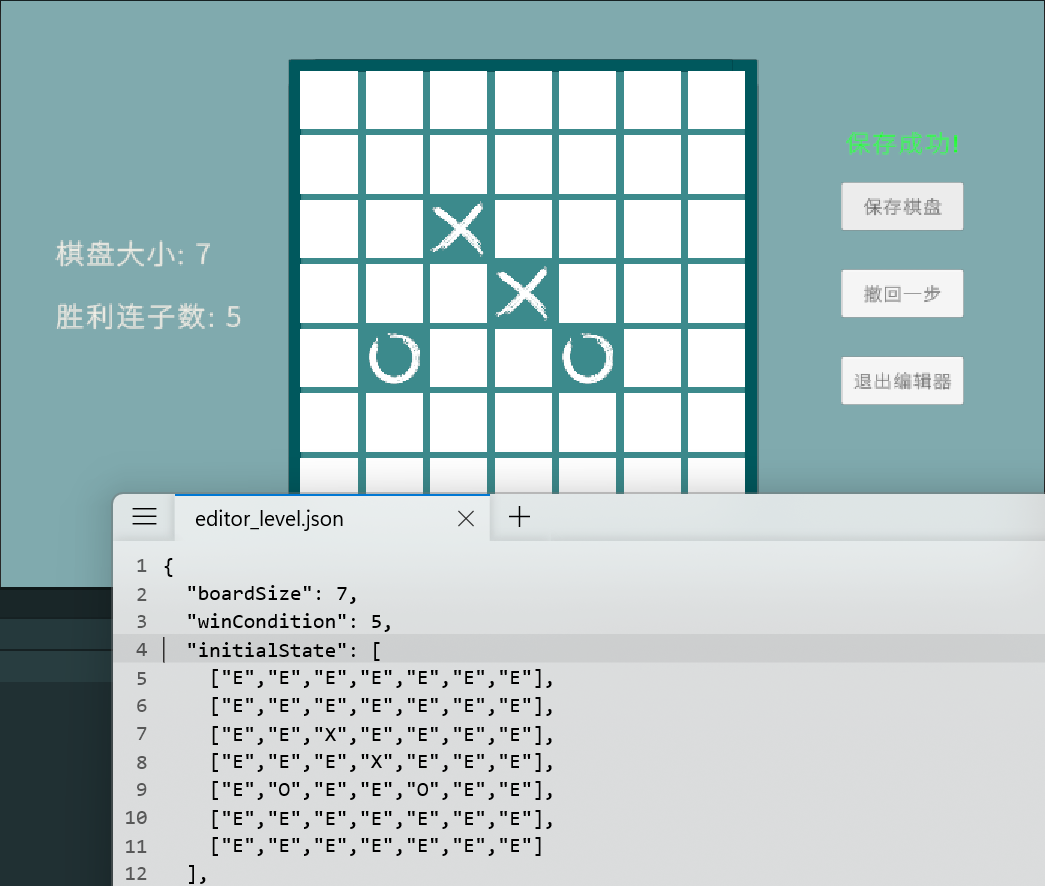 保存成功!
保存棋盘
棋盘大小: 7
撤回一步
胜利连子数: 5
退出编辑器
editor_level.json
1 {
2 "boardSize": 7,
3 "winCondition": 5,
4 "initialState": [
5 ["E","E","E","E","E","E","E"],
6 ["E","E","E","E","E","E","E"],
7 ["E","E","X","E","E","E","E"],
8 ["E","E","E","X","E","E","E"],
9 ["E","O","E","E","O","E","E"],
10 ["E","E","E","E","E","E","E"],
11 ["E","E","E","E","E","E","E"]
12 ],